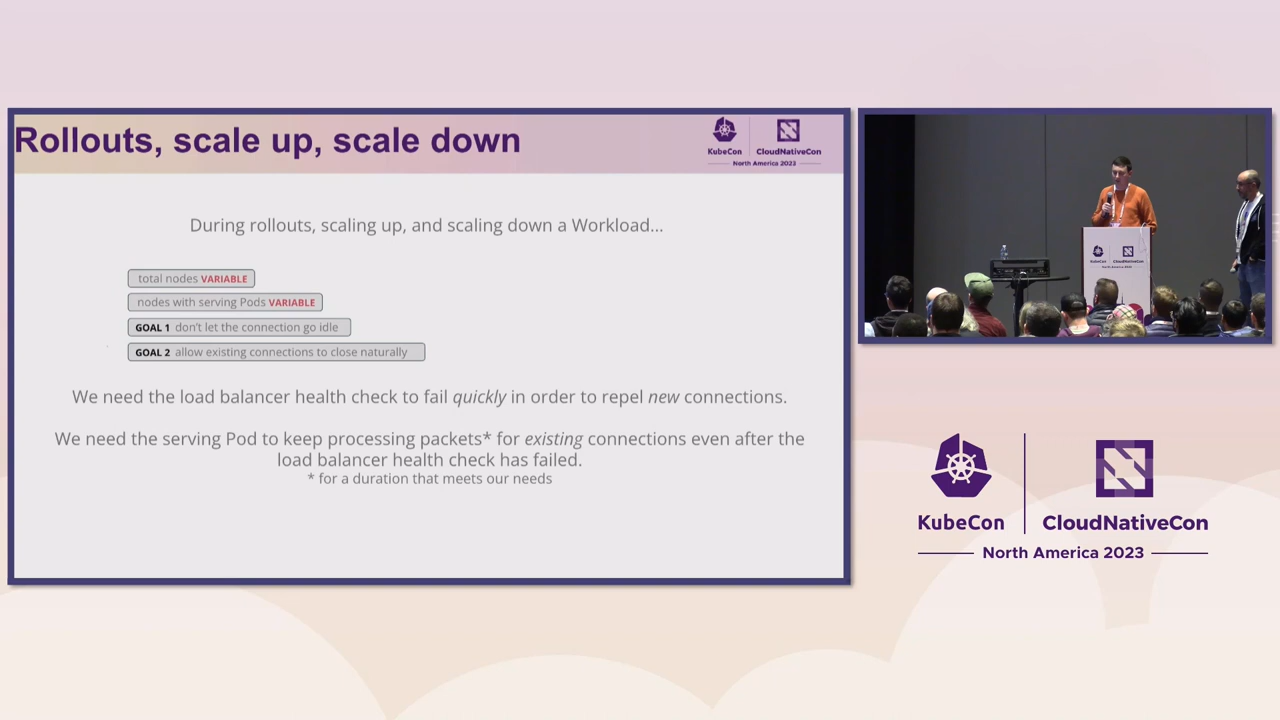 Rollouts, scale up, scale down
KubeCon
CloudNativeCon
North America 2023
During rollouts, scaling up, and scaling down a Workload...
total nodes VARIABLE
nodes with serving Pods VARIABLE
GOAL 1 don't let the connection go idle
GOAL 2 allow existing connections to close naturally
We need the load balancer health check to fail quickly in order to repel new connections.
We need the serving Pod to keep processing packets* for existing connections even after the
load balancer health check has failed.
* for a duration that meets our needs
KubeCon
CloudNativeCon
North America 2023